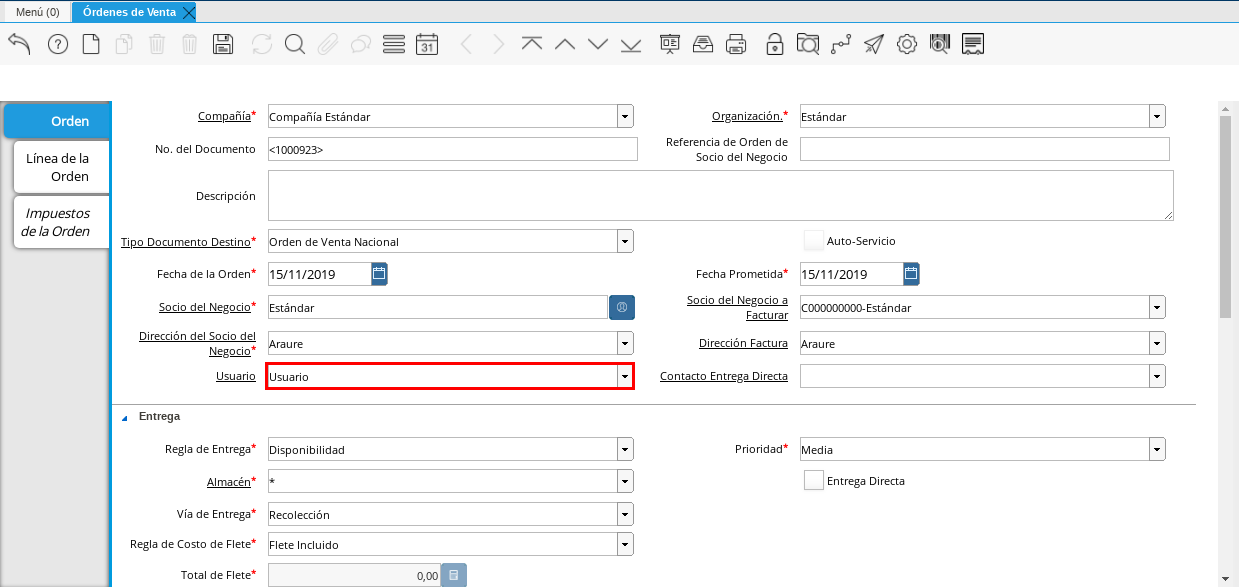 Menú (0)
Órdenes de Venta
31
Orden
Línea de la
Orden
Impuestos
de la Orden
Compañía* Compañía Estándar
Organización.* Estándar
No. del Documento <1000923>
Referencia de Orden de
Socio del Negocio
Descripción
Tipo Documento Destino* Orden de Venta Nacional
Auto-Servicio
Fecha de la Orden* 15/11/2019
Fecha Prometida* 15/11/2019
Socio del Negocio* Estándar
Socio del Negocio a
Facturar C000000000-Estándar
Dirección del Socio del
Negocio* Araure
Dirección Factura Araure
Usuario Usuario
Contacto Entrega Directa
Entrega
Regla de Entrega* Disponibilidad
Prioridad* Media
Almacén* *
Entrega Directa
Vía de Entrega* Recolección
Regla de Costo de Flete* Flete Incluido
Total de Flete* 0,00